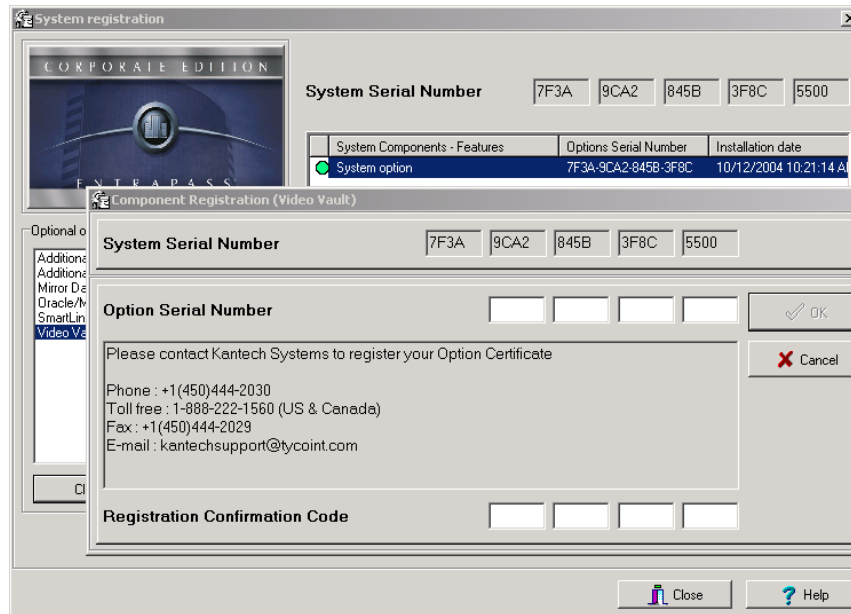 System registration
CORPORATE EDITION
ENTRAPASS
System Serial Number 7F3A 9CA2 845B 3F8C 5500
System Components - Features Options Serial Number Installation date
System option 7F3A-9CA2-845B-3F8C 10/12/2004 10:21:14
Optional
Mirror
Video
Component Registration (Video Vault)
System Serial Number 7F3A 9CA2 845B 3F8C 5500
Option Serial Number
OK
Please contact Kantech Systems to register your Option Certificate
Cancel
Phone : +1(450)444-2030
Toll free : 1-888-222-1560 (US & Canada)
Fax : +1(450)444-2029
E-mail : kantechsupport@tycoint.com
Registration Confirmation Code
Close Help